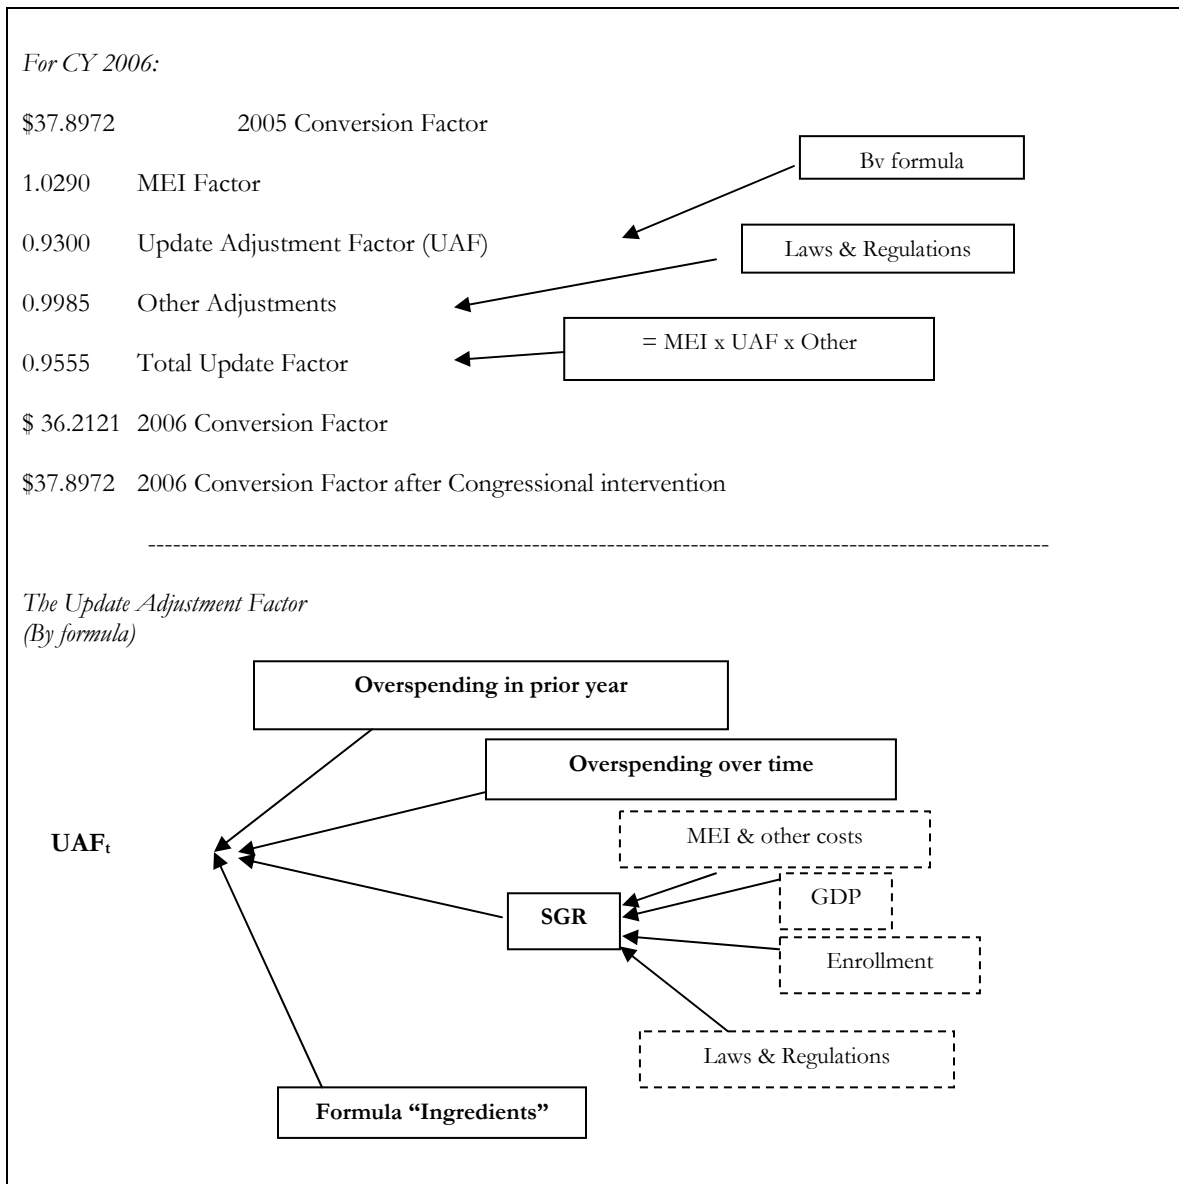 For CY 2006:
$37.8972 2005 Conversion Factor
Bv formula
1.0290 MEI Factor
0.9300 Update Adjustment Factor (UAF)
Laws & Regulations
0.9985 Other Adjustments
= MEI x UAF x Other
0.9555 Total Update Factor
$ 36.2121 2006 Conversion Factor
$37.8972 2006 Conversion Factor after Congressional intervention
------------------------------------------------------------------------------------------------------------
The Update Adjustment Factor
(By formula)
Overspending in prior year
Overspending over time
MEI & other costs
UAFt
GDP
SGR
Enrollment
Laws & Regulations
Formula “Ingredients”